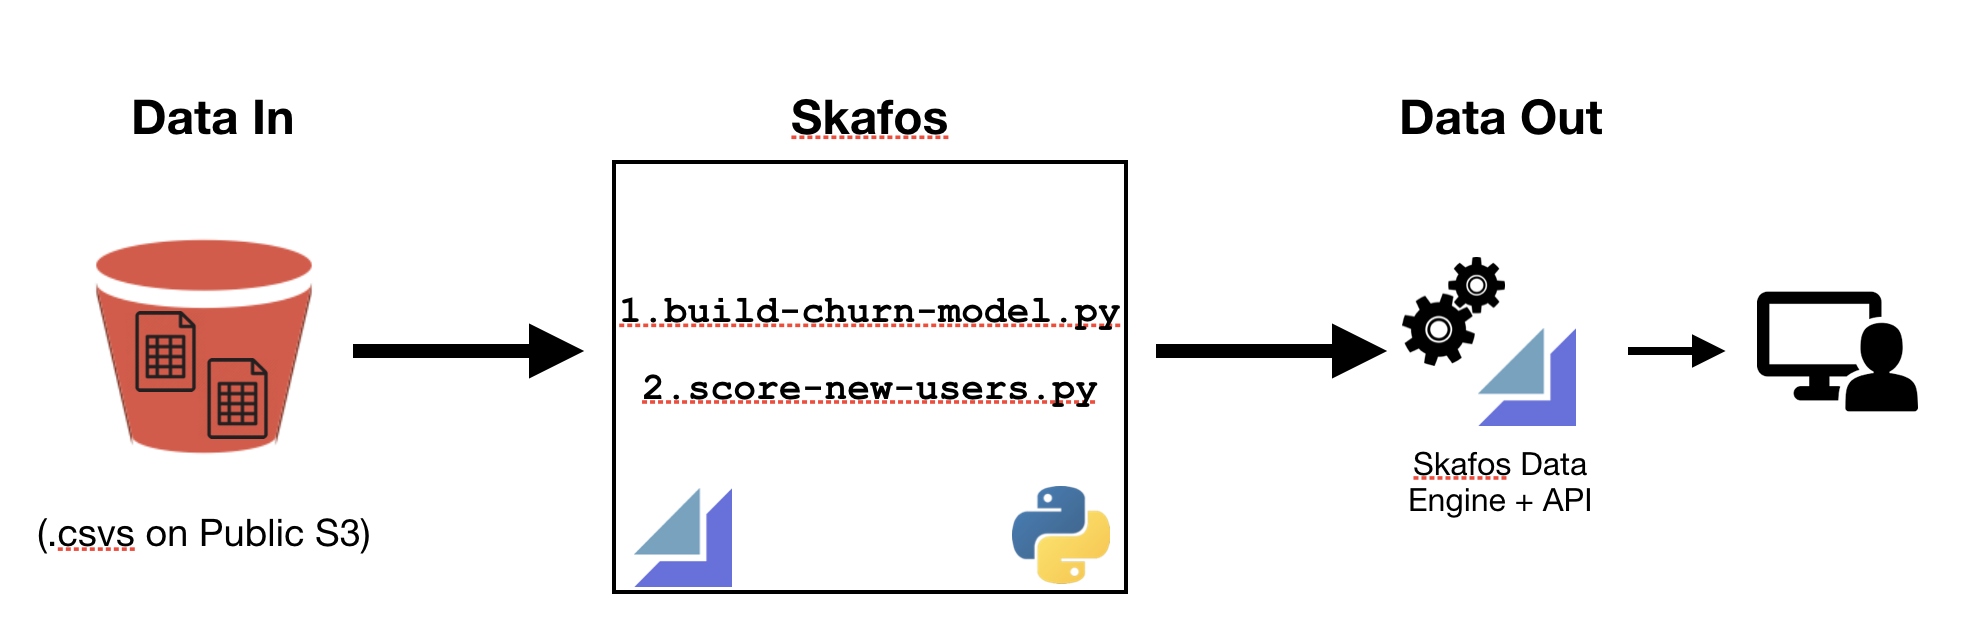 Data In
Skafos
Data Out
1.build-churn-model.py
2.score-new-users.py
(.csvs on Public S3)
Skafos Data
Engine + API